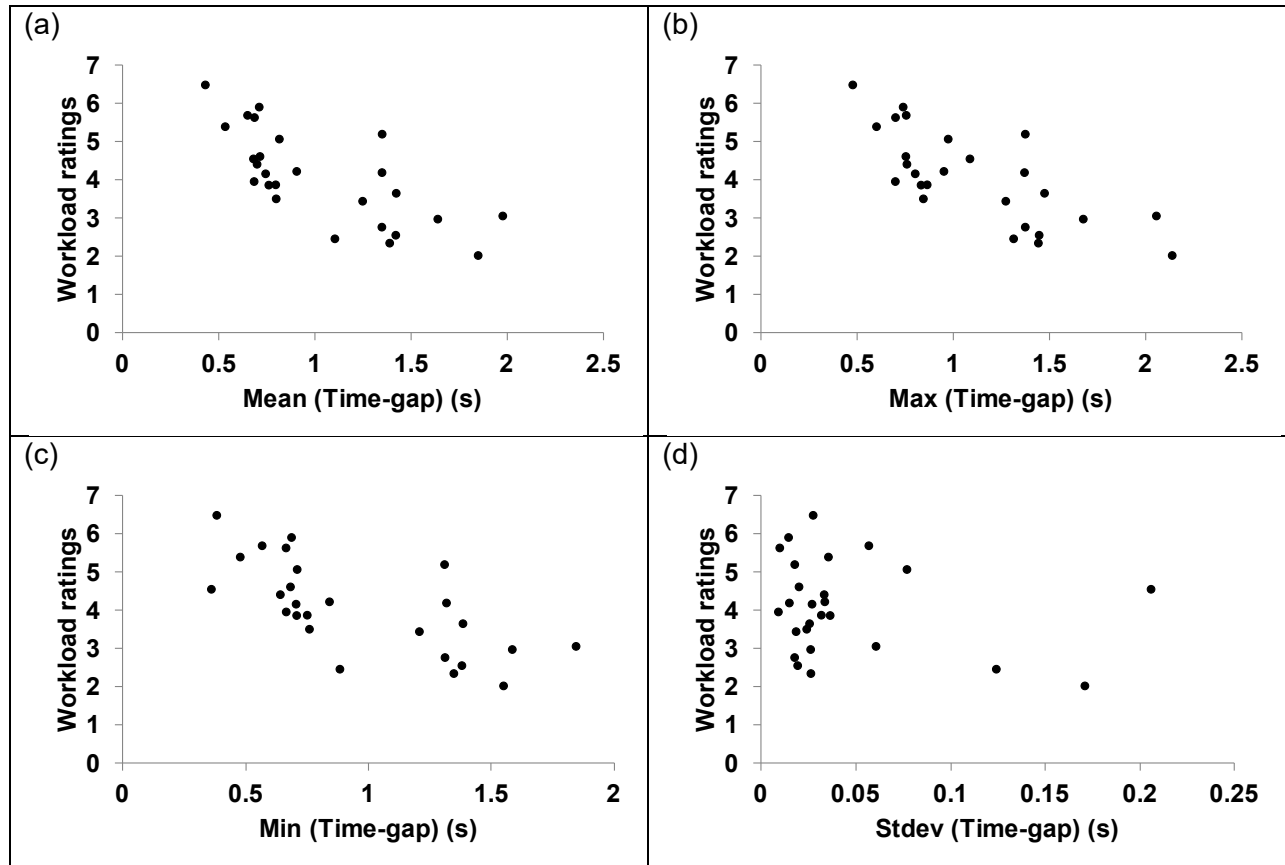 (a)
7
6
5
4
3
2
1
0
Workload ratings
0 0.5 1 1.5 2 2.5
Mean (Time-gap) (s)
(b)
7
6
5
4
3
2
1
0
Workload ratings
0 0.5 1 1.5 2 2.5
Max (Time-gap) (s)
(c)
7
6
5
4
3
2
1
0
Workload ratings
0 0.5 1 1.5 2
Min (Time-gap) (s)
(d)
7
6
5
4
3
2
1
0
Workload ratings
0 0.05 0.1 0.15 0.2 0.25
Stdev (Time-gap) (s)